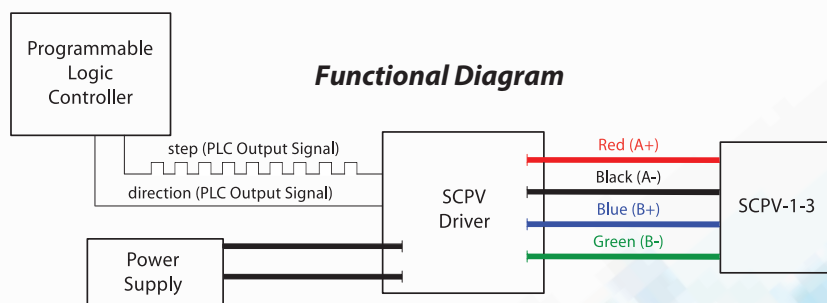 Programmable
Logic
Controller
Functional Diagram
step (PLC Output Signal)
direction (PLC Output Signal)
SCPV
Driver
Red (A+)
Black (A-)
Blue (B+)
Green (B-)
SCPV-1-3
Power
Supply